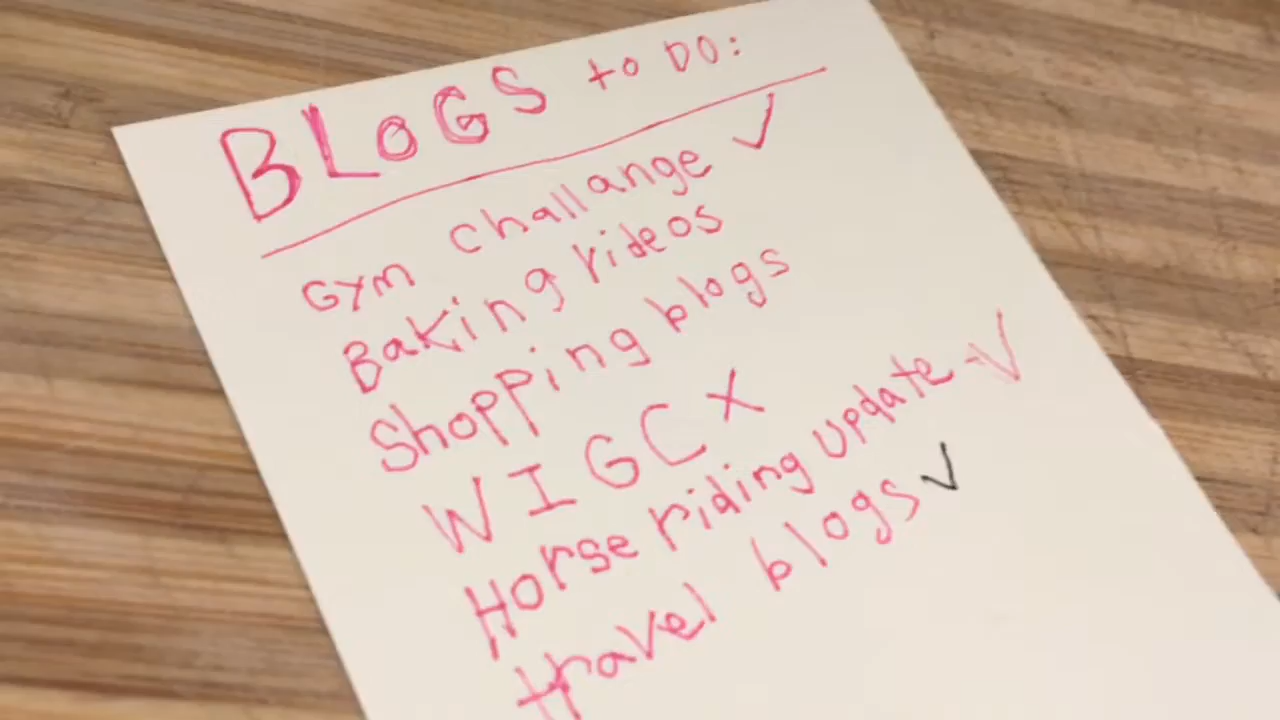 BLOGS to DO:
Gym challange ✓
Baking videos
Shopping blogs
WIGC X
Horse riding update - ✓
travel blogs ✓